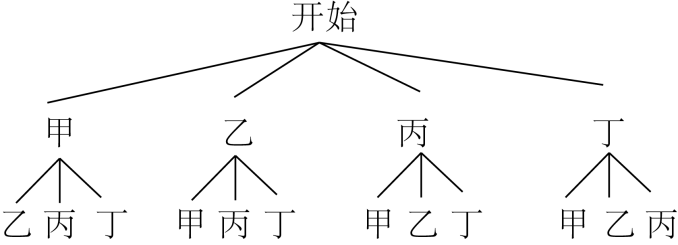 开始
甲 乙 丙 丁
乙 丙 丁 甲 丙 丁 甲 乙 丁 甲 乙 丙